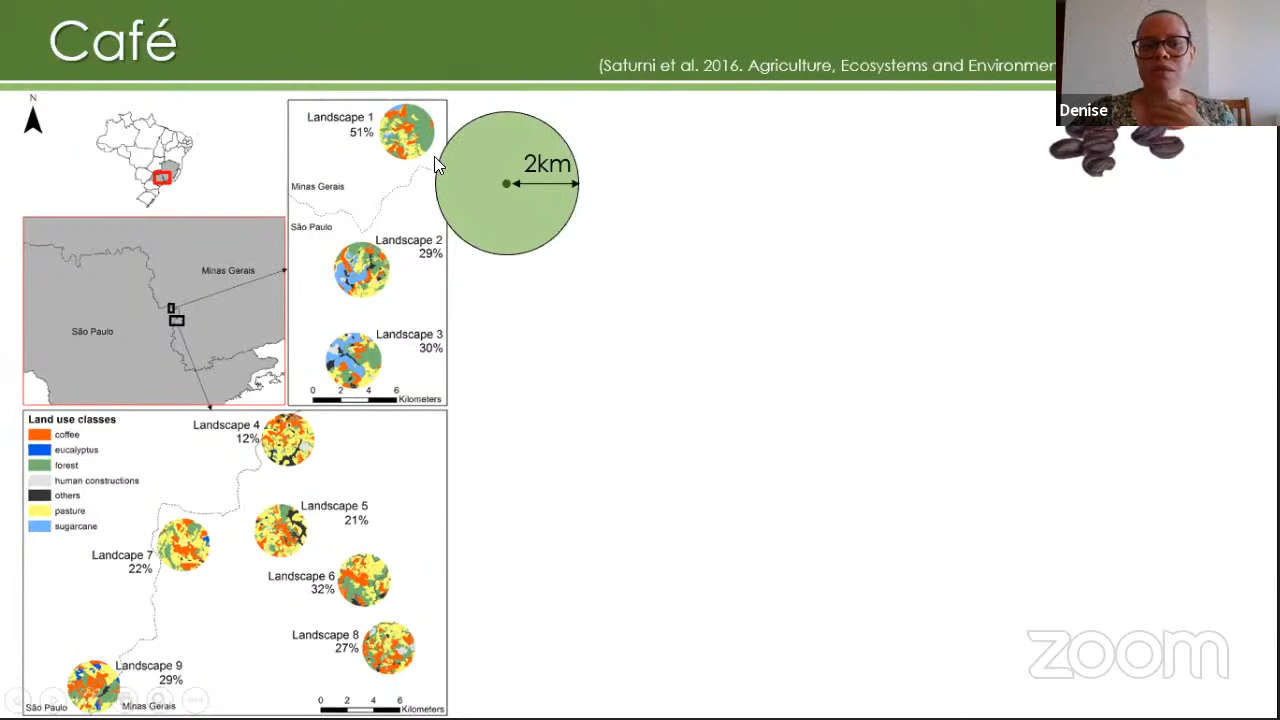 Café
(Saturni et al. 2016. Agriculture, Ecosystems and Environmen
Denise
N
Landscape 1
51%
2km
Minas Gerais
São Paulo
Landscape 2
29%
Landscape 3
30%
0 2 4 6
Kilometers
Minas Gerais
São Paulo
Land use classes
coffee
eucalyptus
forest
human constructions
others
pasture
sugarcane
Landscape 4
12%
Landscape 5
21%
Landcape 7
22%
Landscape 6
32%
Landscape 8
27%
Landscape 9
29%
São Paulo
Minas Gerais
0 2 4 6
Kilometers
zoom